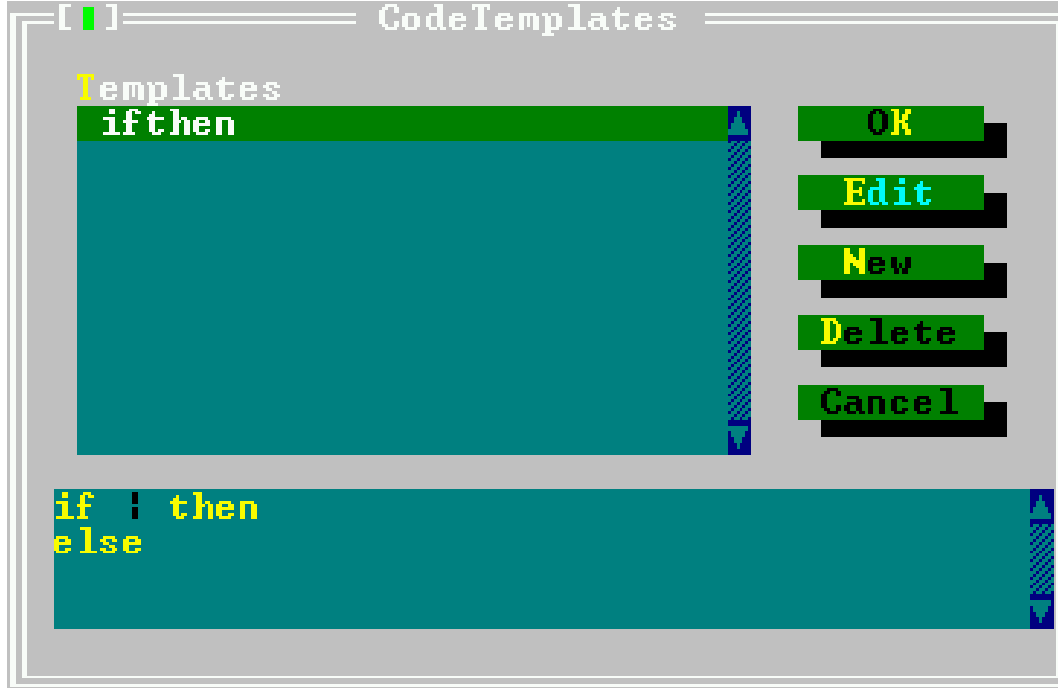 [▮] CodeTemplates
Templates
ifthen
OK
Edit
New
Delete
Cancel
if ¦ then
else